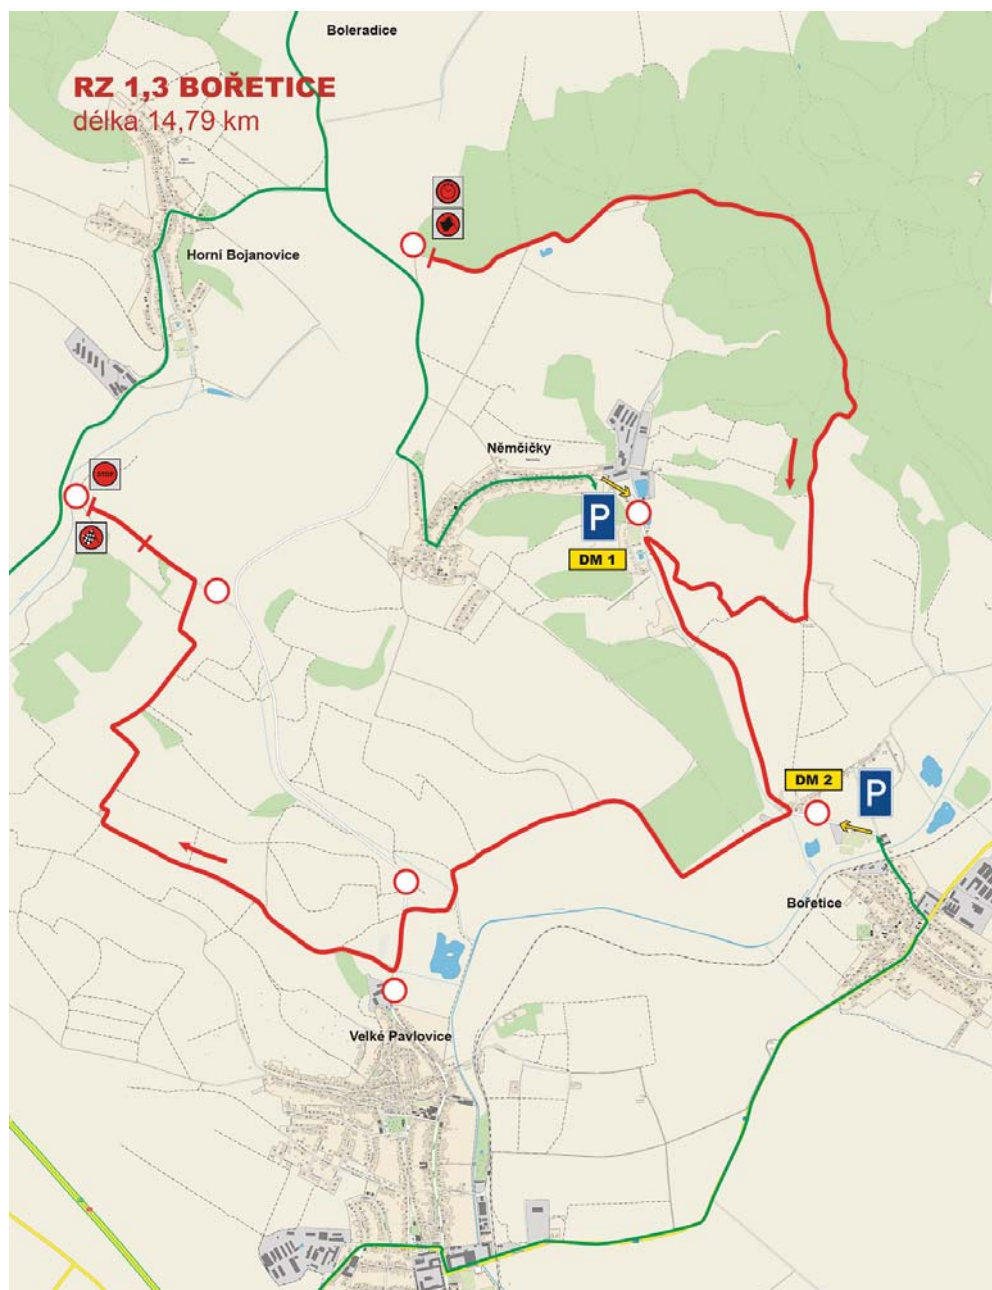 Boleradice
RZ 1,3 BOŘETICE
délka 14,79 km
Horní Bojanovice
Němčičky
STOP
P
DM 1
DM 2
P
Bořetice
Velké Pavlovice